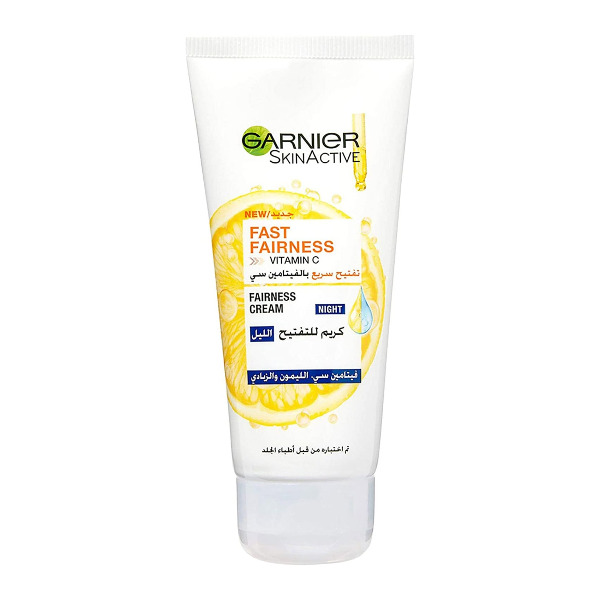 GARNIER
SKINACTIVE
NEW/جديد
FAST
FAIRNESS
VITAMIN C
تفتيح سريع بالفيتامين سي
FAIRNESS
CREAM
NIGHT
كريم للتفتيح الليل
فيتامين سي، الليمون والزبادي
تم اختباره من قبل أطباء الجلد